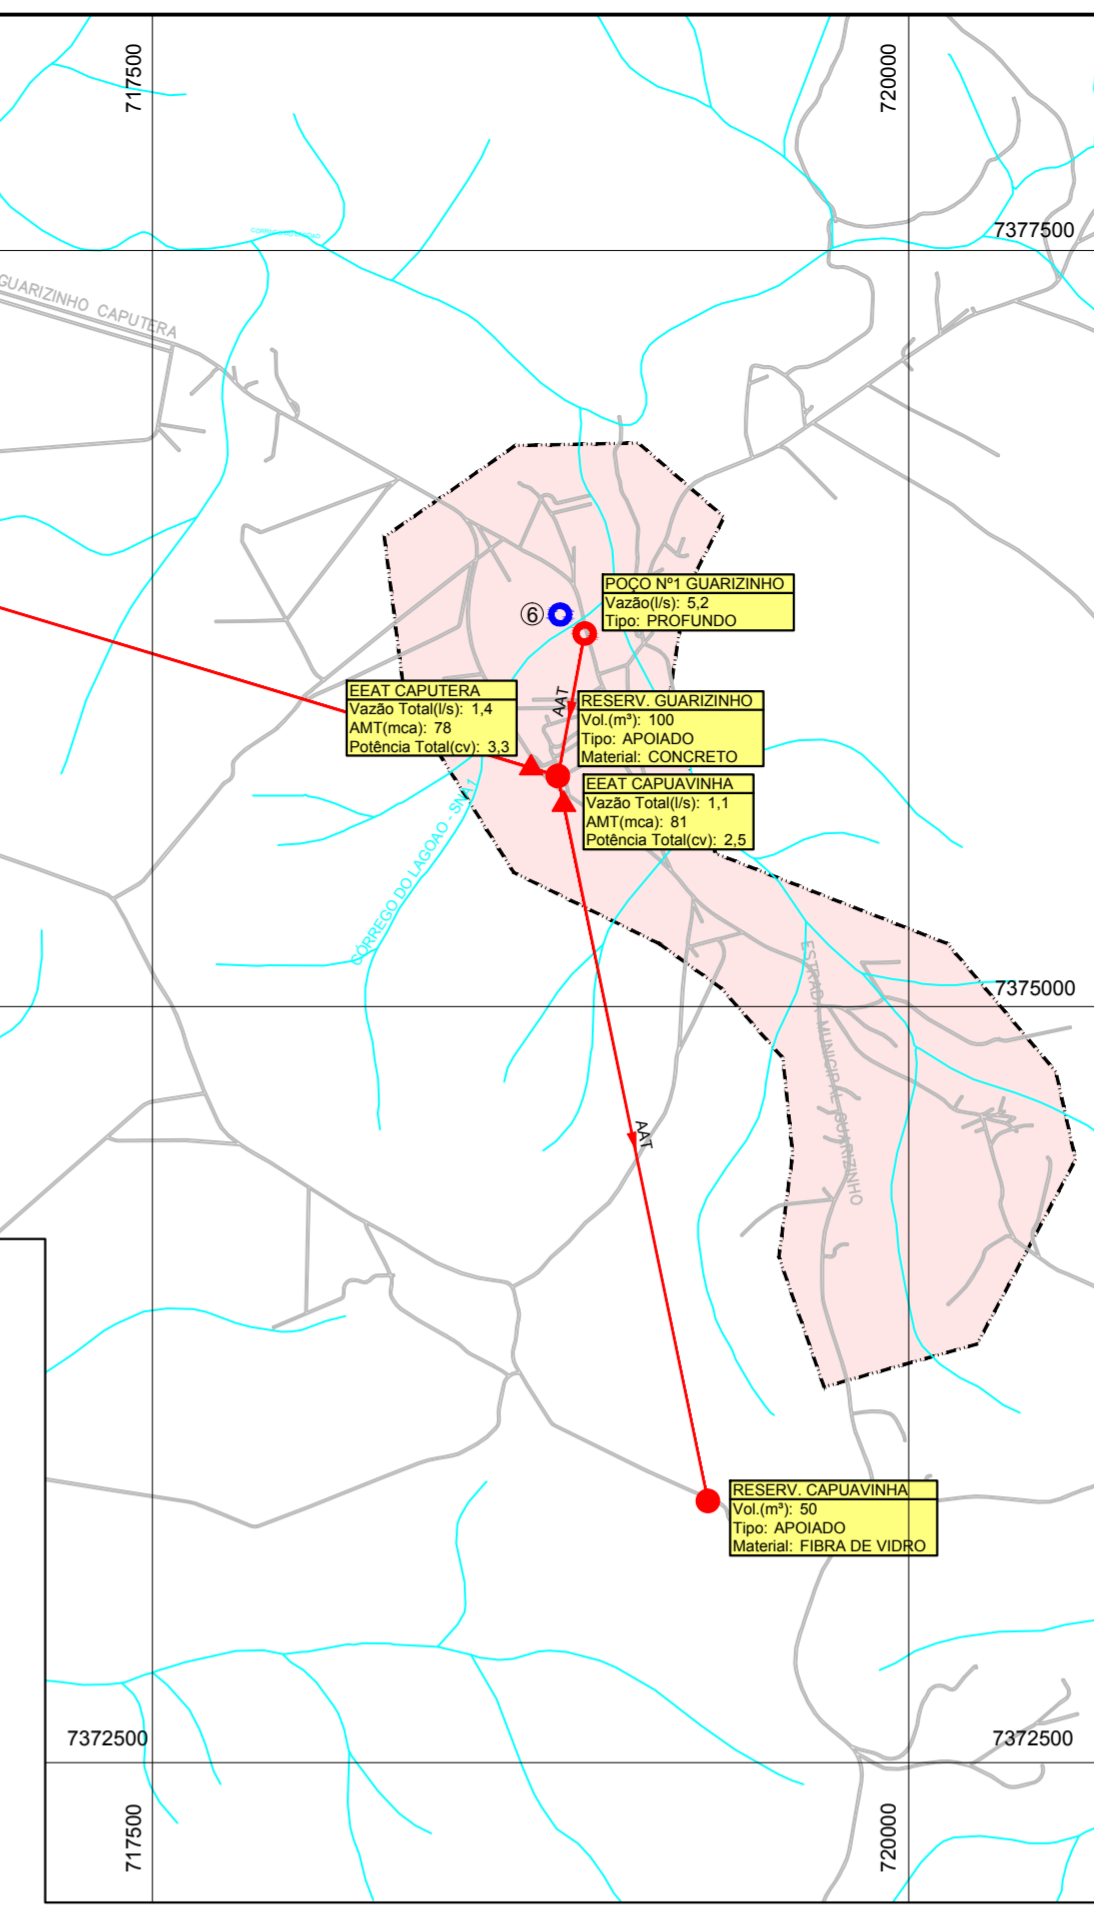 717500
720000
7377500
GUARIZINHO CAPUTERA
POÇO Nº1 GUARIZINHO
Vazão(l/s): 5,2
Tipo: PROFUNDO
6
AAT
EEAT CAPUTERA
Vazão Total(l/s): 1,4
AMT(mca): 78
Potência Total(cv): 3,3
RESERV. GUARIZINHO
Vol.(m³): 100
Tipo: APOIADO
Material: CONCRETO
EEAT CAPUAVINHA
Vazão Total(l/s): 1,1
AMT(mca): 81
Potência Total(cv): 2,5
CÓRREGO DO LAGOAO - SNA1
ESTRADA MUNICIPAL GUARIZINHO
7375000
AAT
RESERV. CAPUAVINHA
Vol.(m³): 50
Tipo: APOIADO
Material: FIBRA DE VIDRO
7372500
7372500
717500
720000